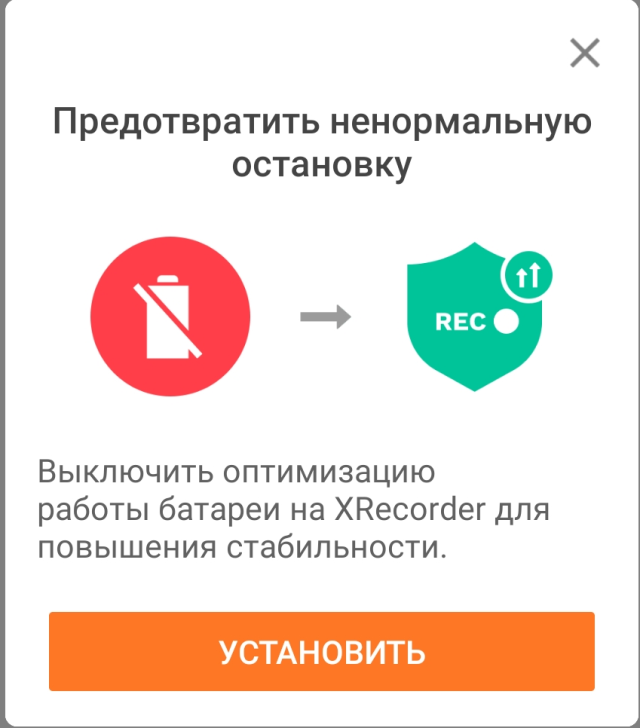 Предотвратить ненормальную
остановку
REC
Выключить оптимизацию
работы батареи на XRecorder для
повышения стабильности.
УСТАНОВИТЬ